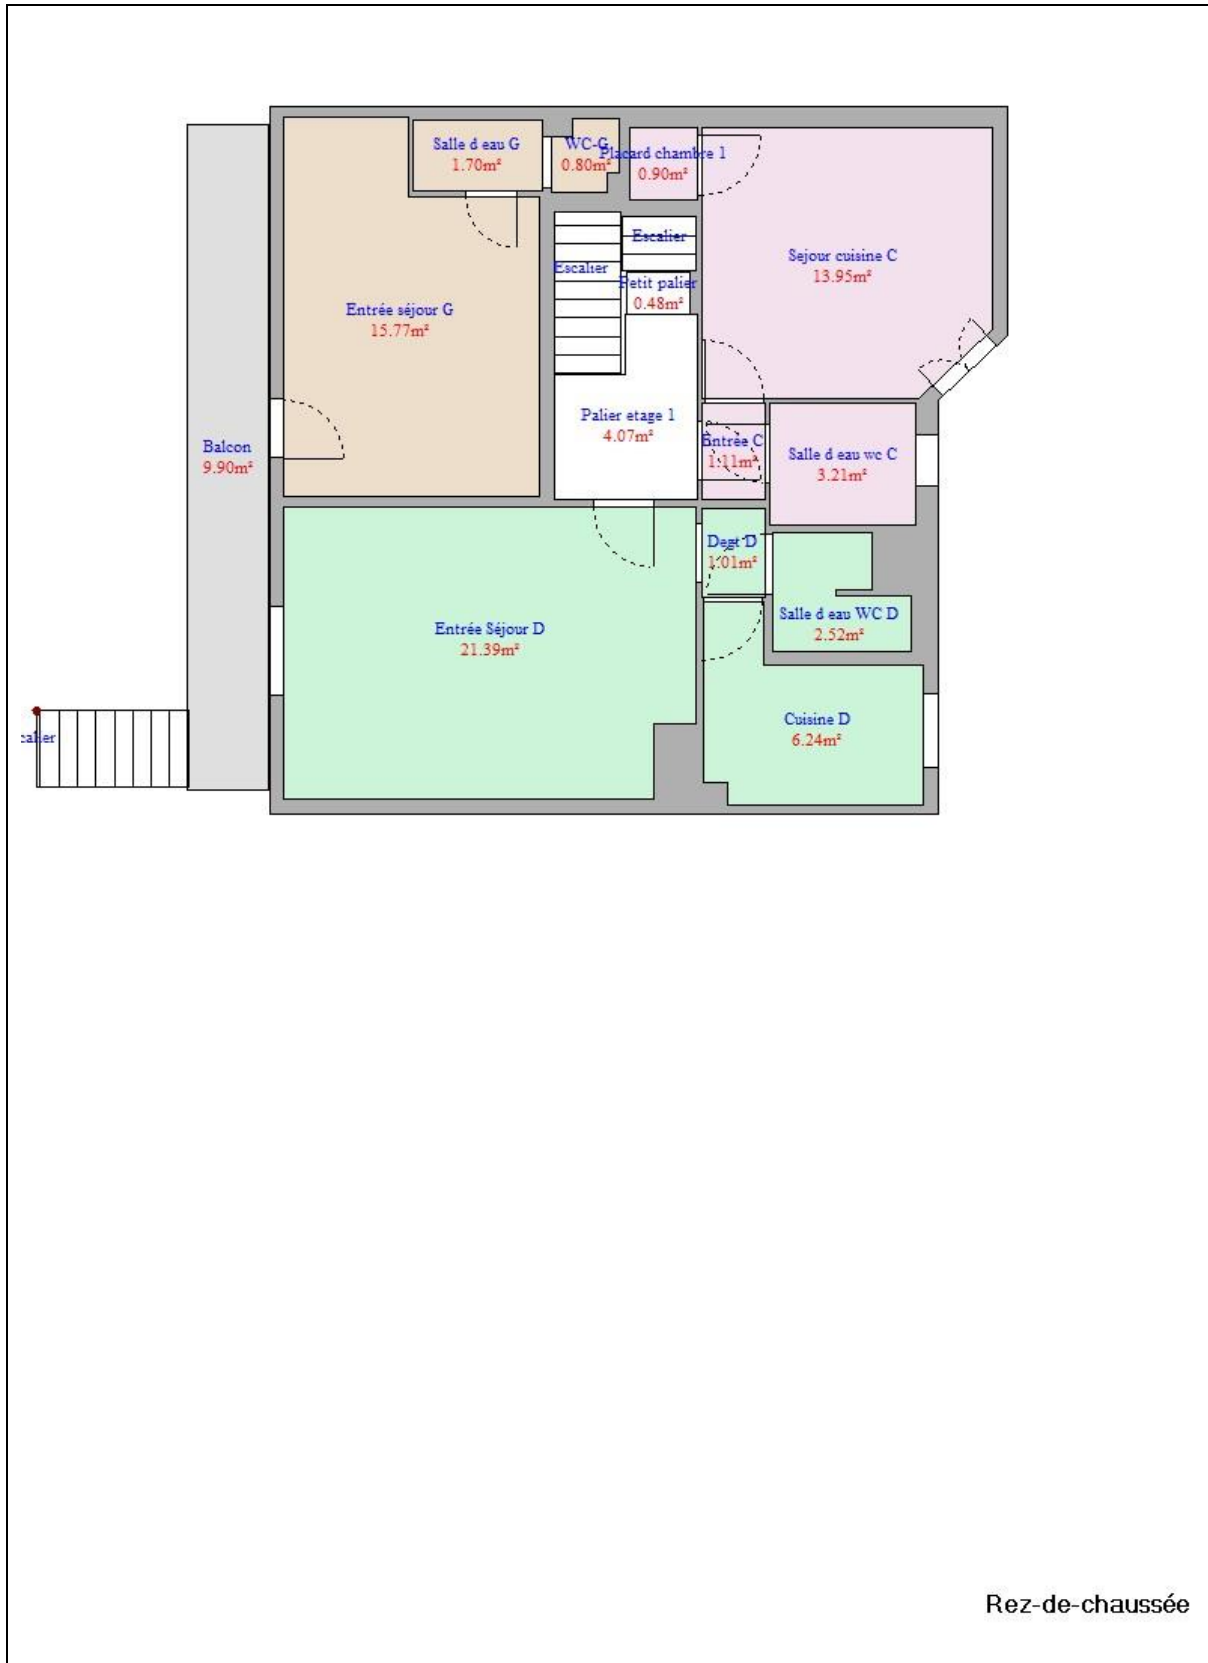 Salle d eau G
1.70m²
WC-G
0.80m²
Placard chambre 1
0.90m²
Escalier
Escalier
Petit palier
0.48m²
Sejour cuisine C
13.95m²
Entrée séjour G
15.77m²
Palier etage 1
4.07m²
Entrée C
1.11m²
Salle d eau wc C
3.21m²
Balcon
9.90m²
Degt D
1.01m²
Salle d eau WC D
2.52m²
Entrée Séjour D
21.39m²
Cuisine D
6.24m²
calier
Rez-de-chaussée